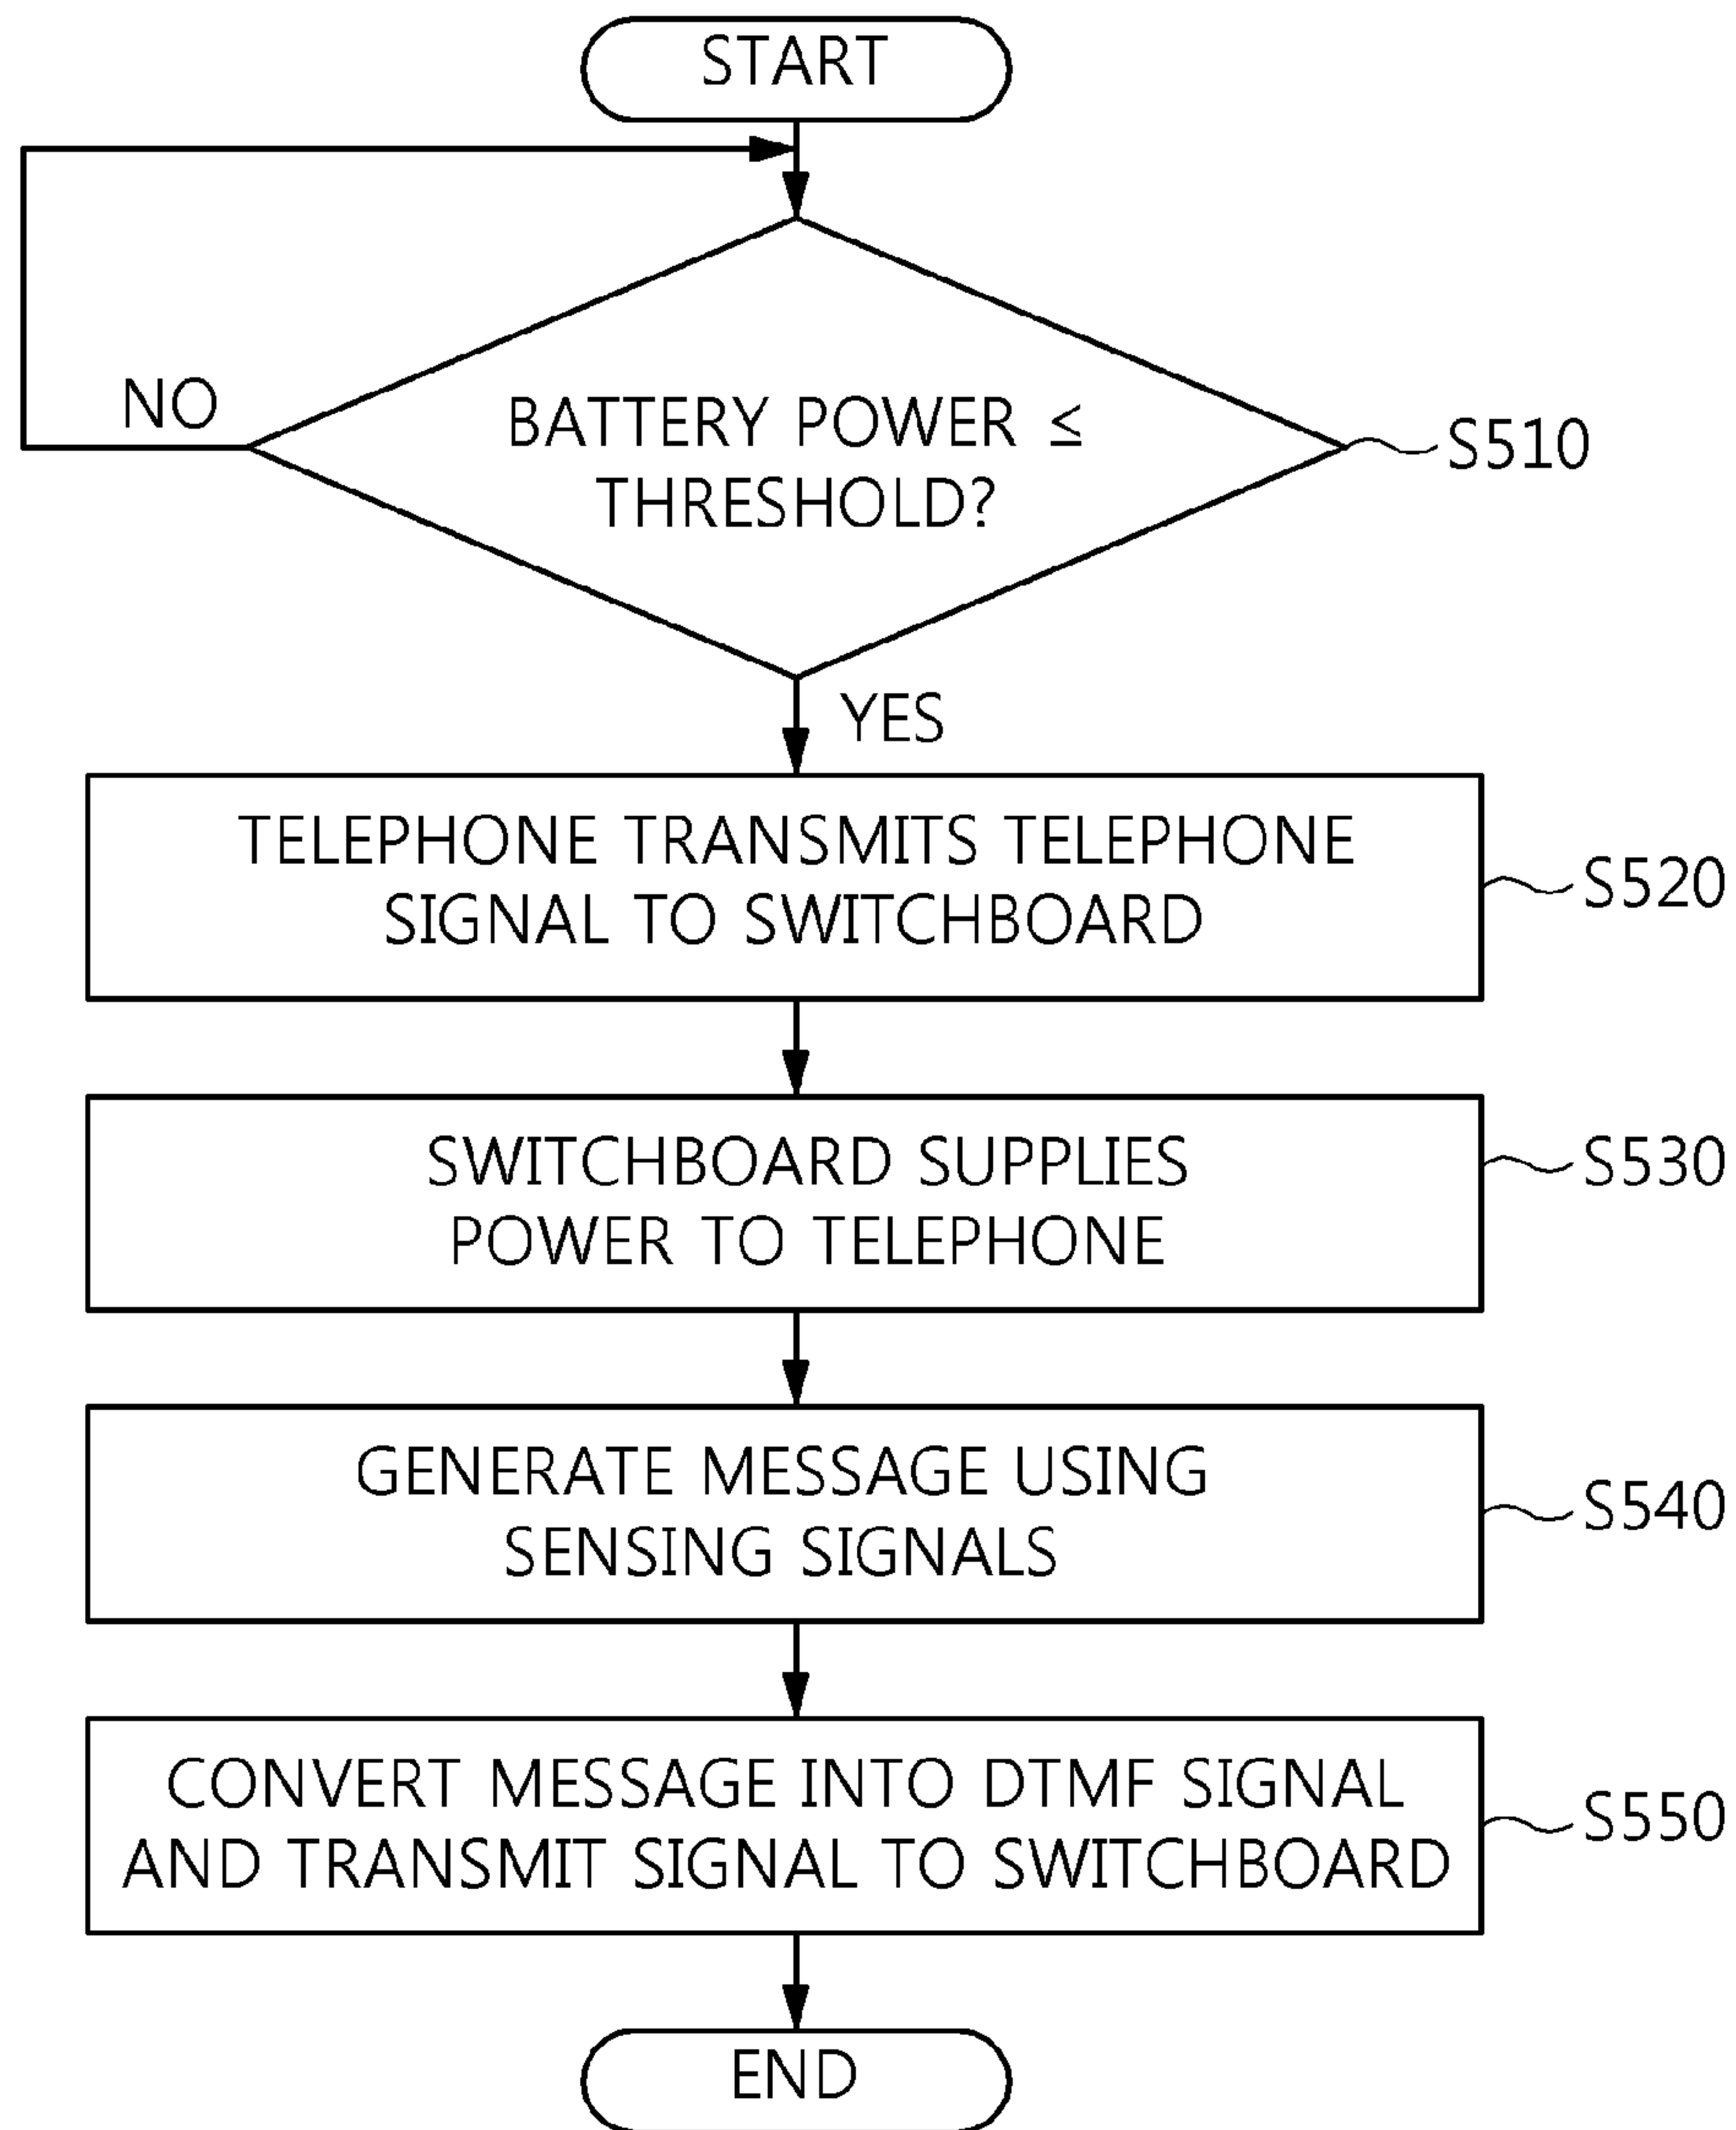 START
NO
BATTERY POWER ≤
THRESHOLD?
S510
YES
TELEPHONE TRANSMITS TELEPHONE
SIGNAL TO SWITCHBOARD
S520
SWITCHBOARD SUPPLIES
POWER TO TELEPHONE
S530
GENERATE MESSAGE USING
SENSING SIGNALS
S540
CONVERT MESSAGE INTO DTMF SIGNAL
AND TRANSMIT SIGNAL TO SWITCHBOARD
S550
END